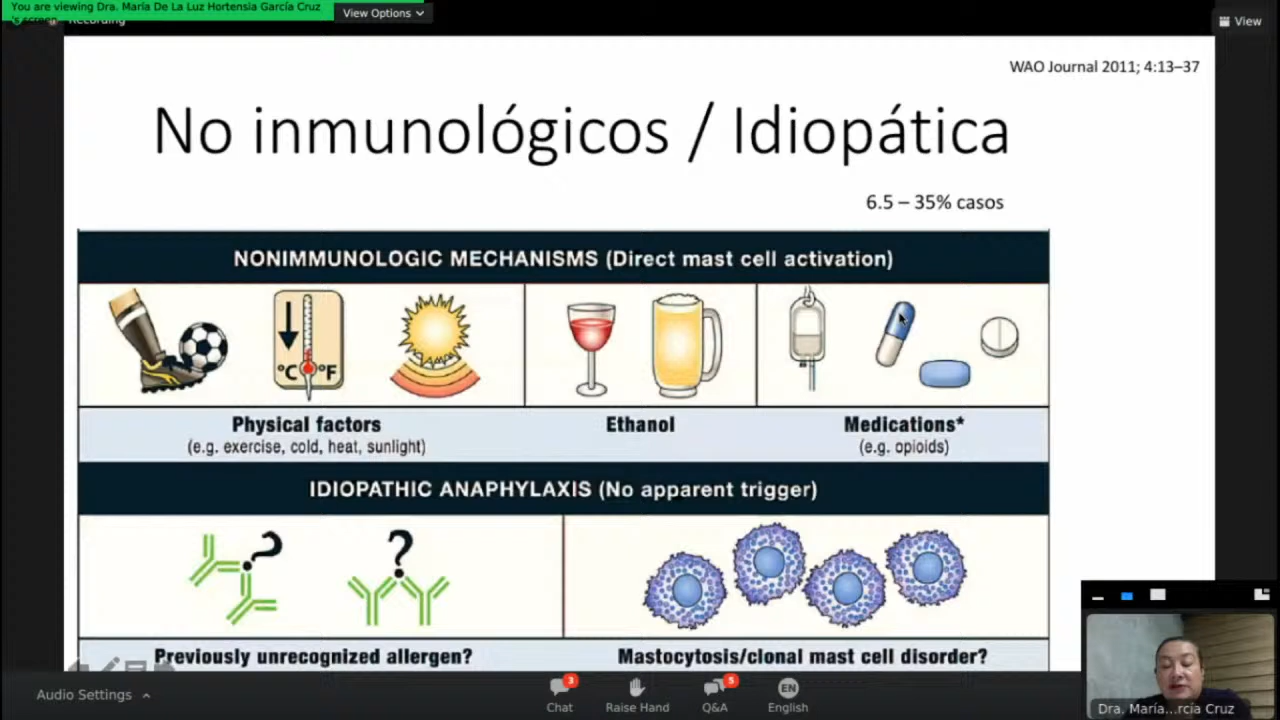 You are viewing Dra. María De La Luz Hortensia García Cruz
's screen
Recording
View Options
View
WAO Journal 2011; 4:13–37
No inmunológicos / Idiopática
6.5 – 35% casos
NONIMMUNOLOGIC MECHANISMS (Direct mast cell activation)
°C °F
Physical factors
(e.g. exercise, cold, heat, sunlight)
Ethanol
Medications*
(e.g. opioids)
IDIOPATHIC ANAPHYLAXIS (No apparent trigger)
? ?
Previously unrecognized allergen?
Mastocytosis/clonal mast cell disorder?
Audio Settings
3
Chat
Raise Hand
5
Q&A
EN
English
Dra. María...rcía Cruz